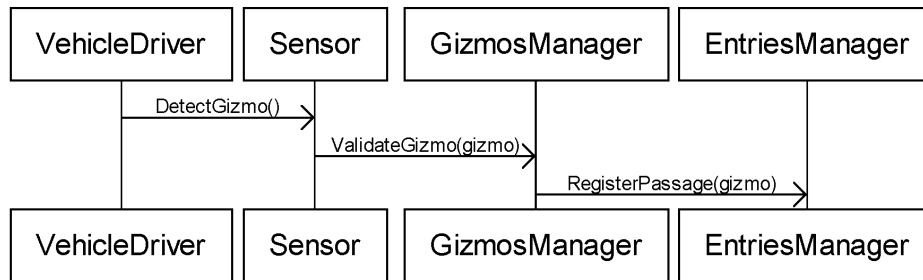 VehicleDriver Sensor GizmosManager EntriesManager
DetectGizmo()
ValidateGizmo(gizmo)
RegisterPassage(gizmo)
VehicleDriver Sensor GizmosManager EntriesManager